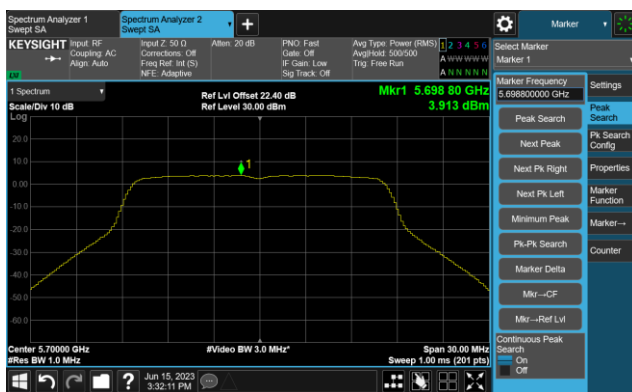 Spectrum Analyzer 1
Swept SA
Spectrum Analyzer 2
Swept SA
+
Marker
KEYSIGHT
Input: RF
Coupling: AC
Align: Auto
Input Z: 50 Ω
Corrections: Off
Freq Ref: Int (S)
NFE: Adaptive
Atten: 20 dB
PNO: Fast
Gate: Off
IF Gain: Low
Sig Track: Off
Avg Type: Power (RMS)
Avg|Hold: 500/500
Trig: Free Run
1 2 3 4 5 6
A W W W W W
A N N N N N
LXI
Select Marker
Marker 1
1 Spectrum
Scale/Div 10 dB
Ref Lvl Offset 22.40 dB
Ref Level 30.00 dBm
Mkr1 5.698 80 GHz
3.913 dBm
Log
20.0
10.0
0.00
-10.0
-20.0
-30.0
-40.0
-50.0
-60.0
1
Center 5.70000 GHz
#Res BW 1.0 MHz
#Video BW 3.0 MHz*
Span 30.00 MHz
Sweep 1.00 ms (201 pts)
Marker Frequency
5.698800000 GHz
Peak Search
Next Peak
Next Pk Right
Next Pk Left
Minimum Peak
Pk-Pk Search
Marker Delta
Mkr→CF
Mkr→Ref Lvl
Continuous Peak
Search
On
Off
Settings
Peak
Search
Pk Search
Config
Properties
Marker
Function
Marker→
Counter
?
Jun 15, 2023
3:32:11 PM